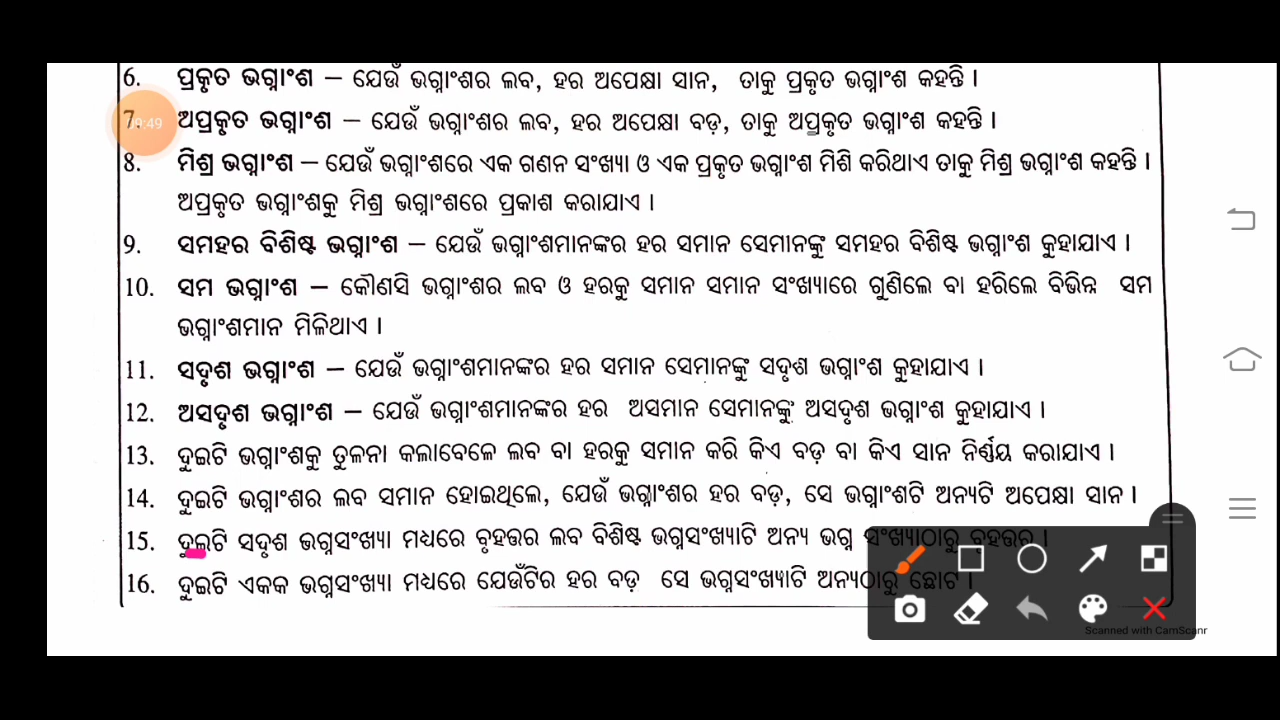 6. ପ୍ରକୃତ ଭଗ୍ନାଂଶ – ଯେଉଁ ଭଗ୍ନାଂଶର ଲବ, ହର ଅପେକ୍ଷା ସାନ, ତାକୁ ପ୍ରକୃତ ଭଗ୍ନାଂଶ କହନ୍ତି ।
7. ଅପ୍ରକୃତ ଭଗ୍ନାଂଶ – ଯେଉଁ ଭଗ୍ନାଂଶର ଲବ, ହର ଅପେକ୍ଷା ବଡ଼, ତାକୁ ଅପ୍ରକୃତ ଭଗ୍ନାଂଶ କହନ୍ତି ।
8. ମିଶ୍ର ଭଗ୍ନାଂଶ – ଯେଉଁ ଭଗ୍ନାଂଶରେ ଏକ ଗଣନ ସଂଖ୍ୟା ଓ ଏକ ପ୍ରକୃତ ଭଗ୍ନାଂଶ ମିଶି କରିଥାଏ ତାକୁ ମିଶ୍ର ଭଗ୍ନାଂଶ କହନ୍ତି ।
ଅପ୍ରକୃତ ଭଗ୍ନାଂଶକୁ ମିଶ୍ର ଭଗ୍ନାଂଶରେ ପ୍ରକାଶ କରାଯାଏ ।
9. ସମହର ବିଶିଷ୍ଟ ଭଗ୍ନାଂଶ – ଯେଉଁ ଭଗ୍ନାଂଶମାନଙ୍କର ହର ସମାନ ସେମାନଙ୍କୁ ସମହର ବିଶିଷ୍ଟ ଭଗ୍ନାଂଶ କୁହାଯାଏ ।
10. ସମ ଭଗ୍ନାଂଶ – କୌଣସି ଭଗ୍ନାଂଶର ଲବ ଓ ହରକୁ ସମାନ ସମାନ ସଂଖ୍ୟାରେ ଗୁଣିଲେ ବା ହରିଲେ ବିଭିନ୍ନ ସମ
ଭଗ୍ନାଂଶମାନ ମିଳିଥାଏ ।
11. ସଦୃଶ ଭଗ୍ନାଂଶ – ଯେଉଁ ଭଗ୍ନାଂଶମାନଙ୍କର ହର ସମାନ ସେମାନଙ୍କୁ ସଦୃଶ ଭଗ୍ନାଂଶ କୁହାଯାଏ ।
12. ଅସଦୃଶ ଭଗ୍ନାଂଶ – ଯେଉଁ ଭଗ୍ନାଂଶମାନଙ୍କର ହର ଅସମାନ ସେମାନଙ୍କୁ ଅସଦୃଶ ଭଗ୍ନାଂଶ କୁହାଯାଏ ।
13. ଦୁଇଟି ଭଗ୍ନାଂଶକୁ ତୁଳନା କଲାବେଳେ ଲବ ବା ହରକୁ ସମାନ କରି କିଏ ବଡ଼ ବା କିଏ ସାନ ନିର୍ଣ୍ଣୟ କରାଯାଏ ।
14. ଦୁଇଟି ଭଗ୍ନାଂଶର ଲବ ସମାନ ହୋଇଥିଲେ, ଯେଉଁ ଭଗ୍ନାଂଶର ହର ବଡ଼, ସେ ଭଗ୍ନାଂଶଟି ଅନ୍ୟଟି ଅପେକ୍ଷା ସାନ ।
15. ଦୁଇଟି ସଦୃଶ ଭଗ୍ନସଂଖ୍ୟା ମଧ୍ୟରେ ବୃହତ୍ତର ଲବ ବିଶିଷ୍ଟ ଭଗ୍ନସଂଖ୍ୟାଟି ଅନ୍ୟ ଭଗ୍ନ ସଂଖ୍ୟାଠାରୁ ବୃହତ୍ତର ।
16. ଦୁଇଟି ଏକକ ଭଗ୍ନସଂଖ୍ୟା ମଧ୍ୟରେ ଯେଉଁଟିର ହର ବଡ଼ ସେ ଭଗ୍ନସଂଖ୍ୟାଟି ଅନ୍ୟଠାରୁ ଛୋଟ ।
Scanned with CamScanr